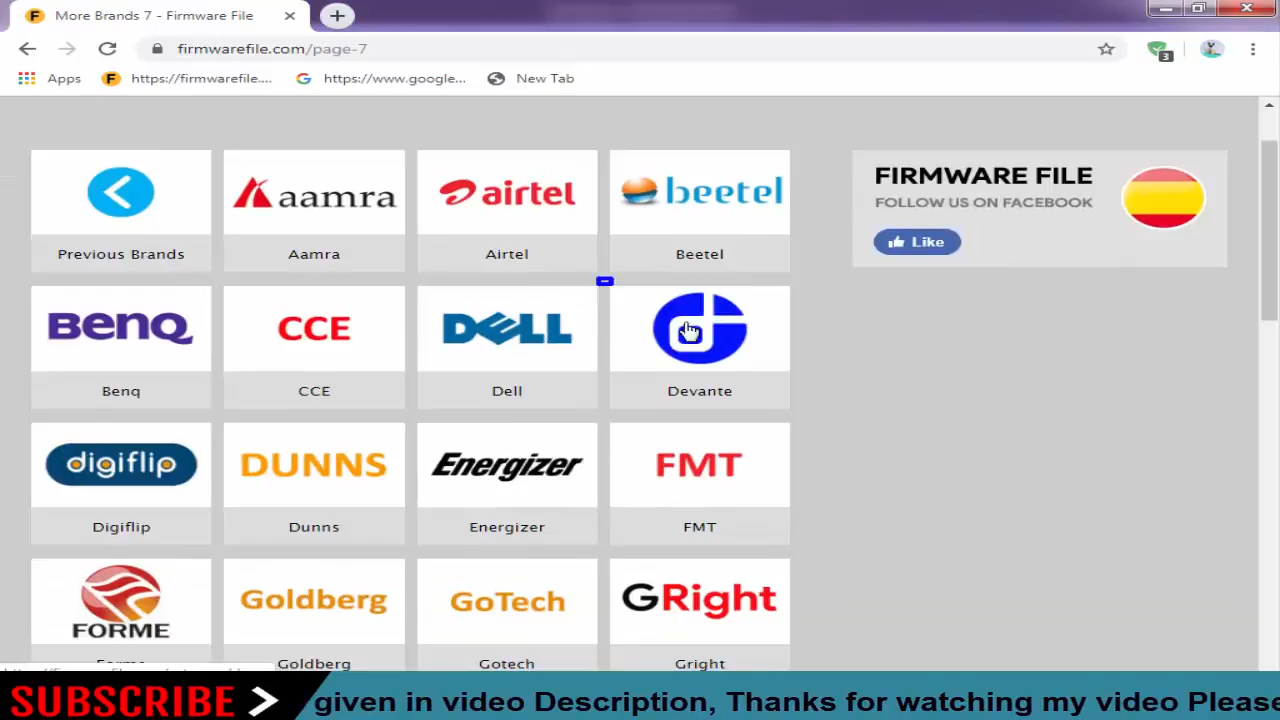 More Brands 7 - Firmware File
firmwarefile.com/page-7
3
Apps
https://firmwarefile....
https://www.google...
New Tab
aamra
airtel
beetel
Previous Brands
Aamra
Airtel
Beetel
FIRMWARE FILE
FOLLOW US ON FACEBOOK
Like
BENQ
CCE
DELL
Benq
CCE
Dell
Devante
digiflip
DUNNS
Energizer
FMT
Digiflip
Dunns
Energizer
FMT
FORME
Goldberg
GoTech
GRight
Forme
Goldberg
Gotech
Gright
SUBSCRIBE
given in video Description, Thanks for watching my video Please